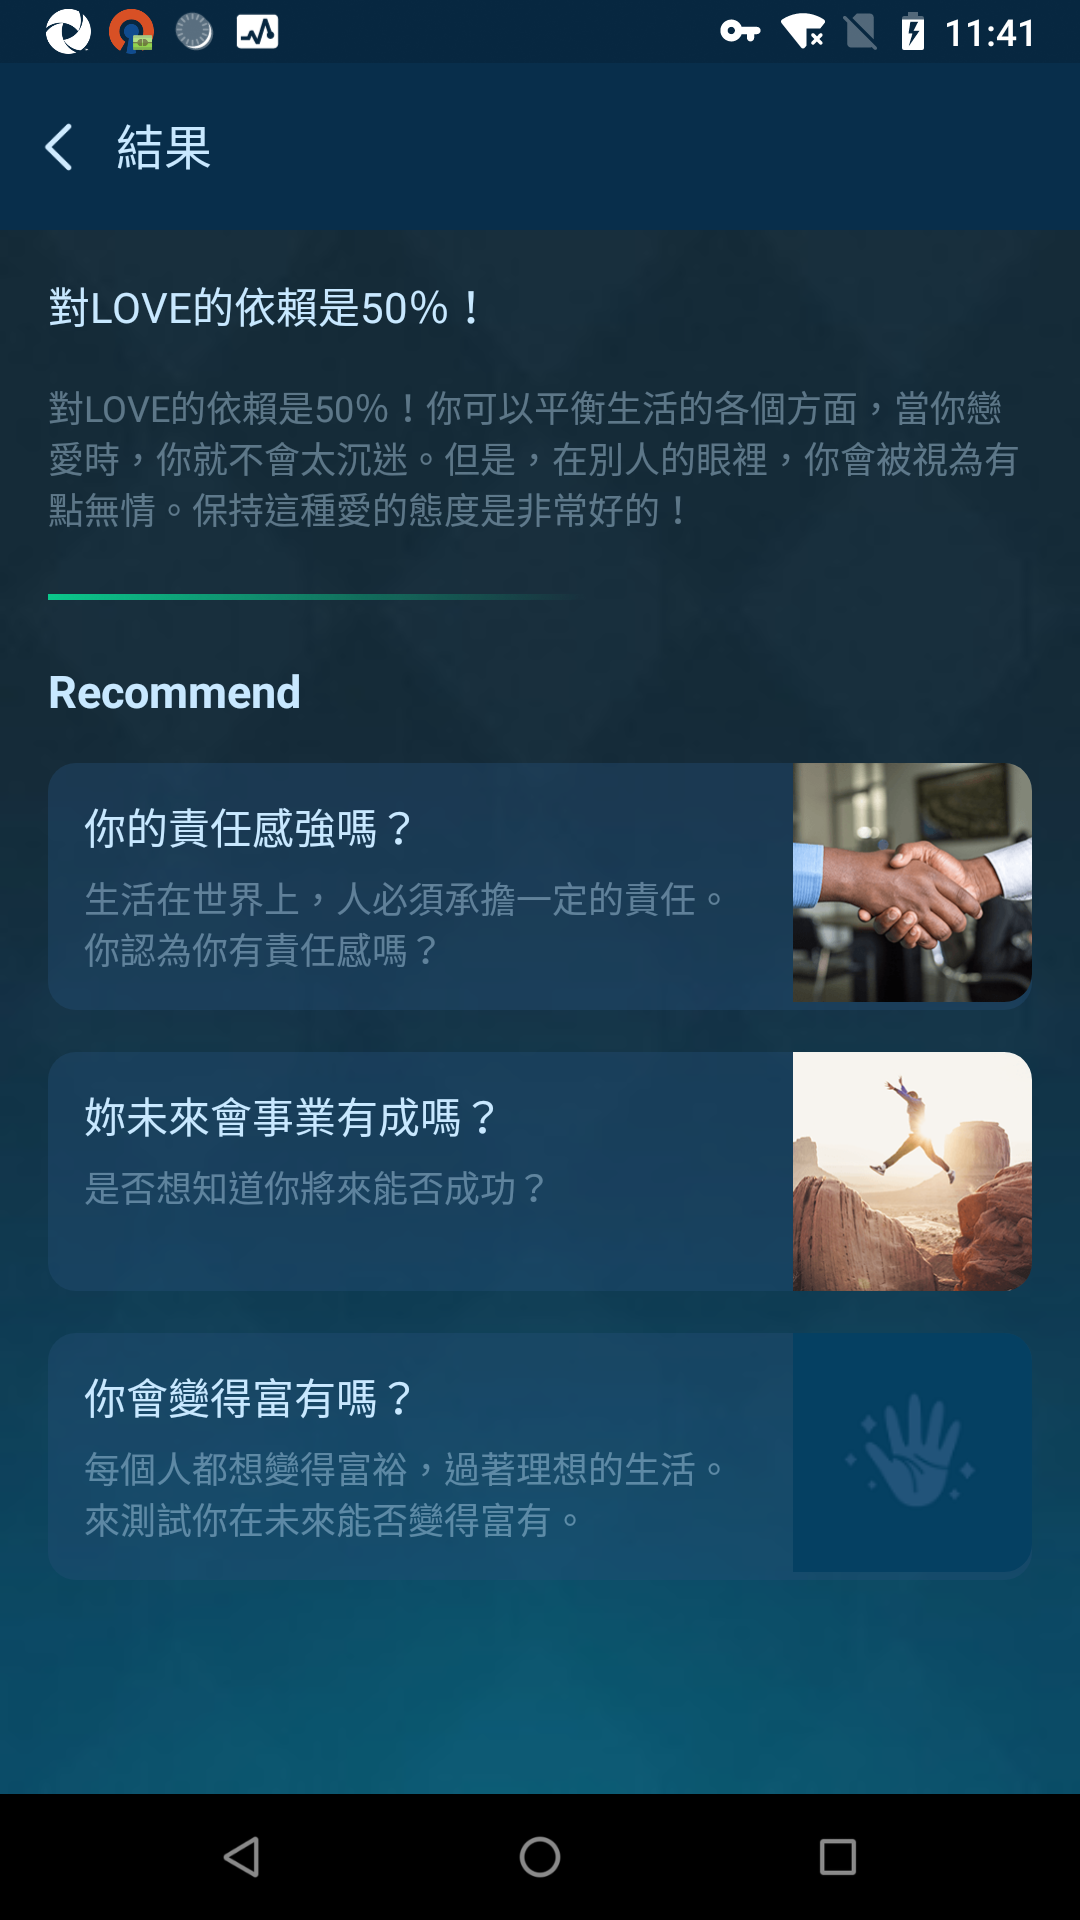 11:41
結果
對LOVE的依賴是50%！
對LOVE的依賴是50%！你可以平衡生活的各個方面，當你戀
愛時，你就不會太沉迷。但是，在別人的眼裡，你會被視為有
點無情。保持這種愛的態度是非常好的！
Recommend
你的責任感強嗎？
生活在世界上，人必須承擔一定的責任。
你認為你有責任感嗎？
妳未來會事業有成嗎？
是否想知道你將來能否成功？
你會變得富有嗎？
每個人都想變得富裕，過著理想的生活。
來測試你在未來能否變得富有。